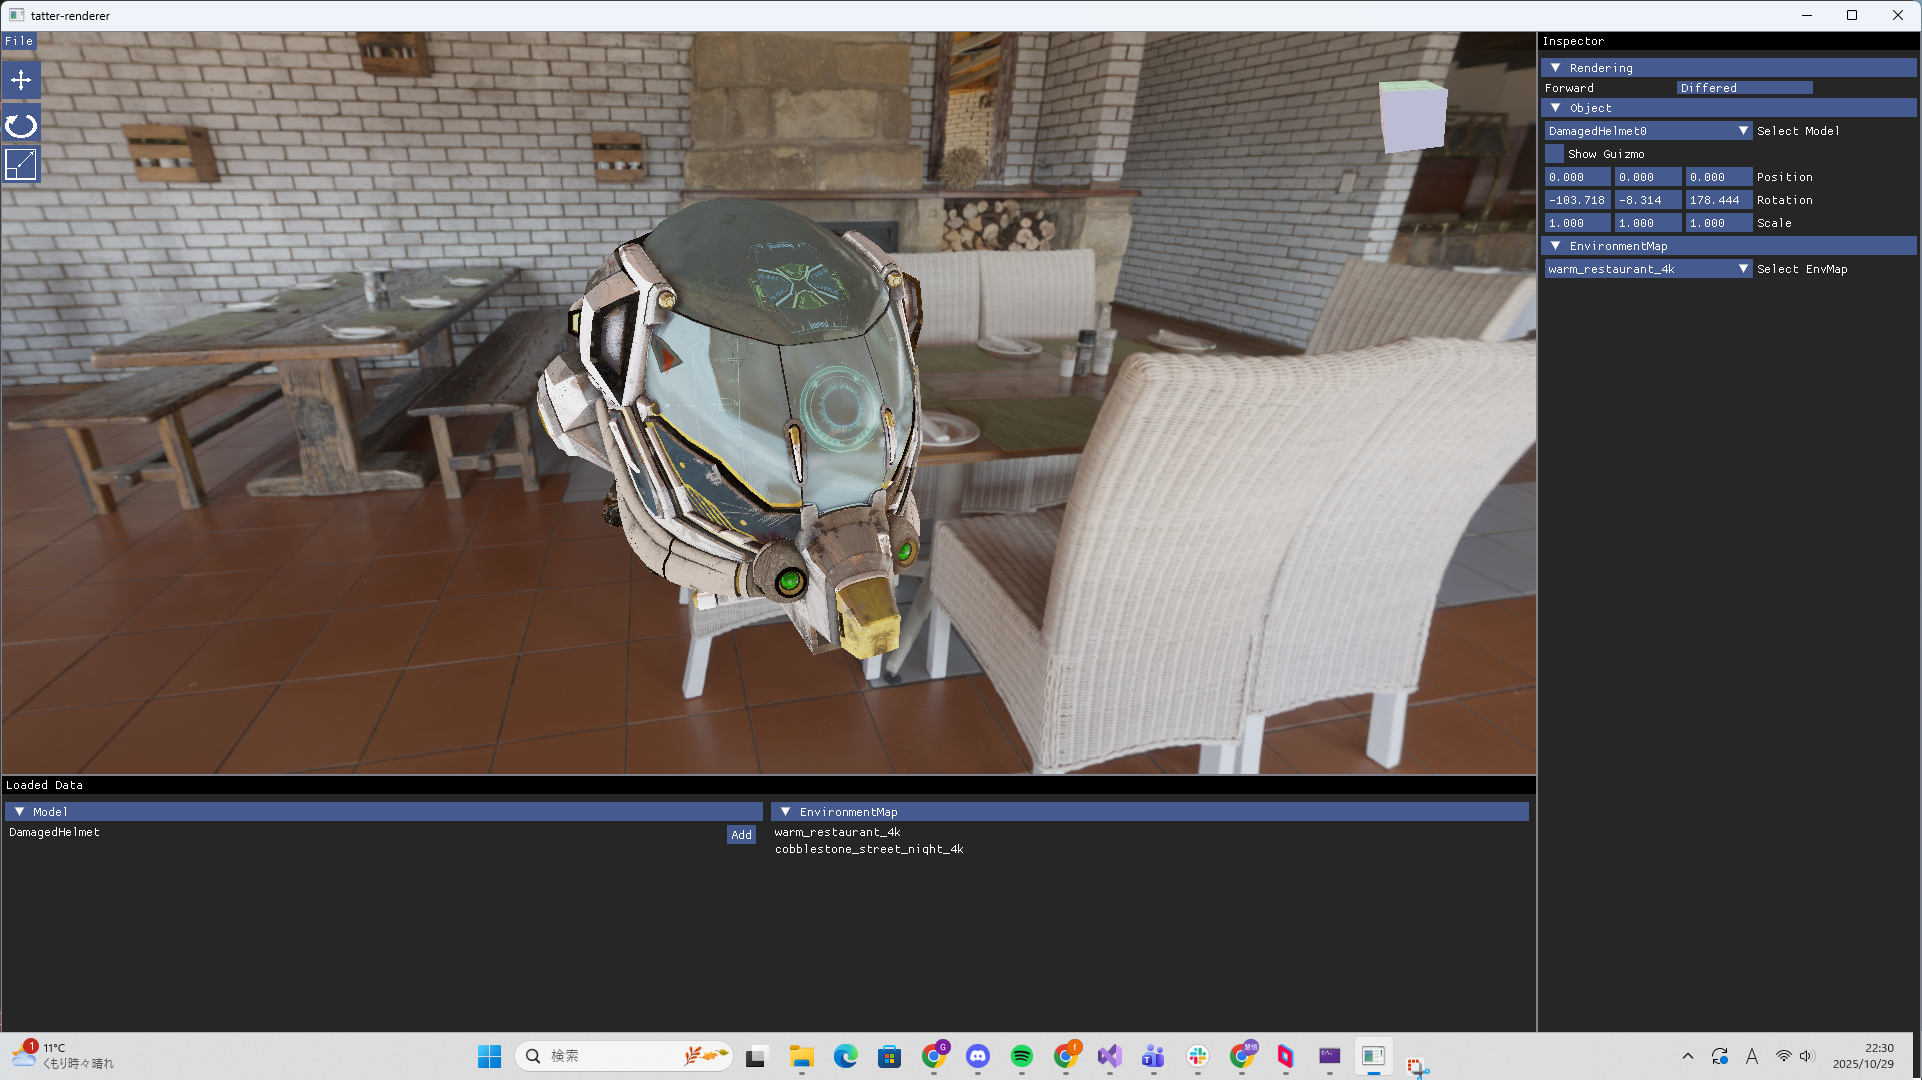 tatter-renderer
File
Inspector
Rendering
Forward Differed
Object
DamagedHelmet0 Select Model
Show Guizmo
0.000 0.000 0.000 Position
-103.718 -8.314 178.444 Rotation
1.000 1.000 1.000 Scale
EnvironmentMap
warm_restaurant_4k Select EnvMap
Loaded Data
Model
DamagedHelmet
Add
EnvironmentMap
warm_restaurant_4k
cobblestone_street_night_4k
1
11°C
くもり時々晴れ
検索
G
f
A
22:30
2025/10/29